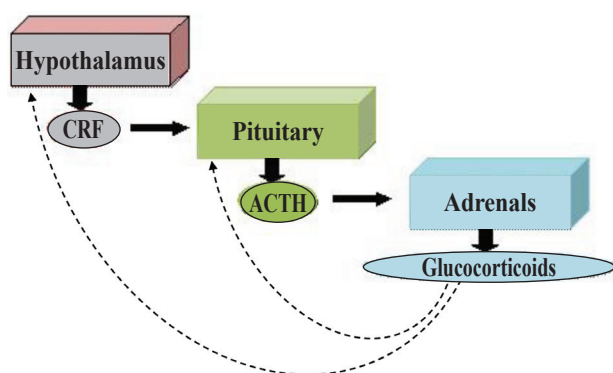 Hypothalamus
CRF
Pituitary
ACTH
Adrenals
Glucocorticoids